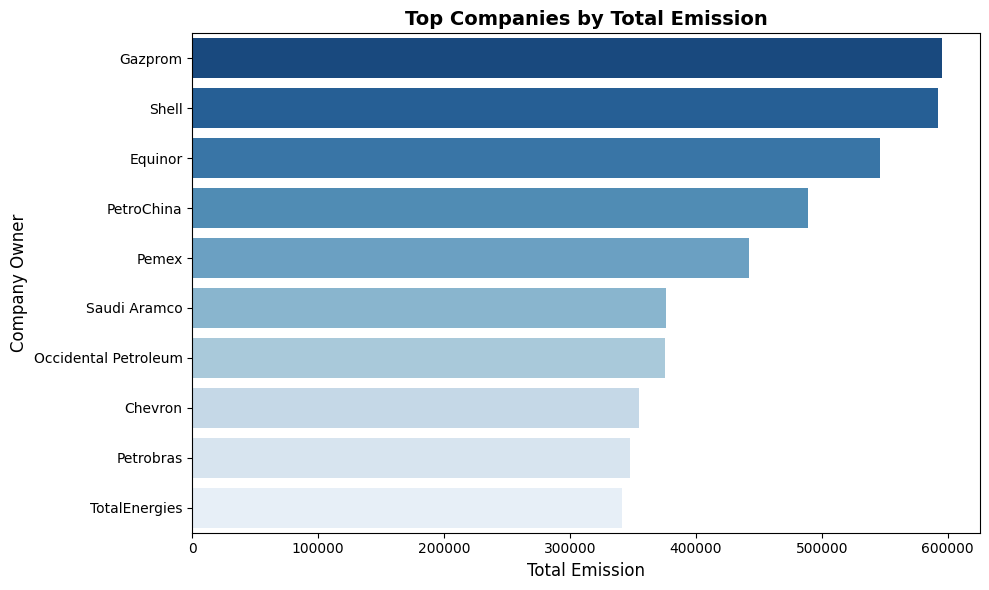 Top Companies by Total Emission
Company Owner
Gazprom
Shell
Equinor
PetroChina
Pemex
Saudi Aramco
Occidental Petroleum
Chevron
Petrobras
TotalEnergies
0 100000 200000 300000 400000 500000 600000
Total Emission